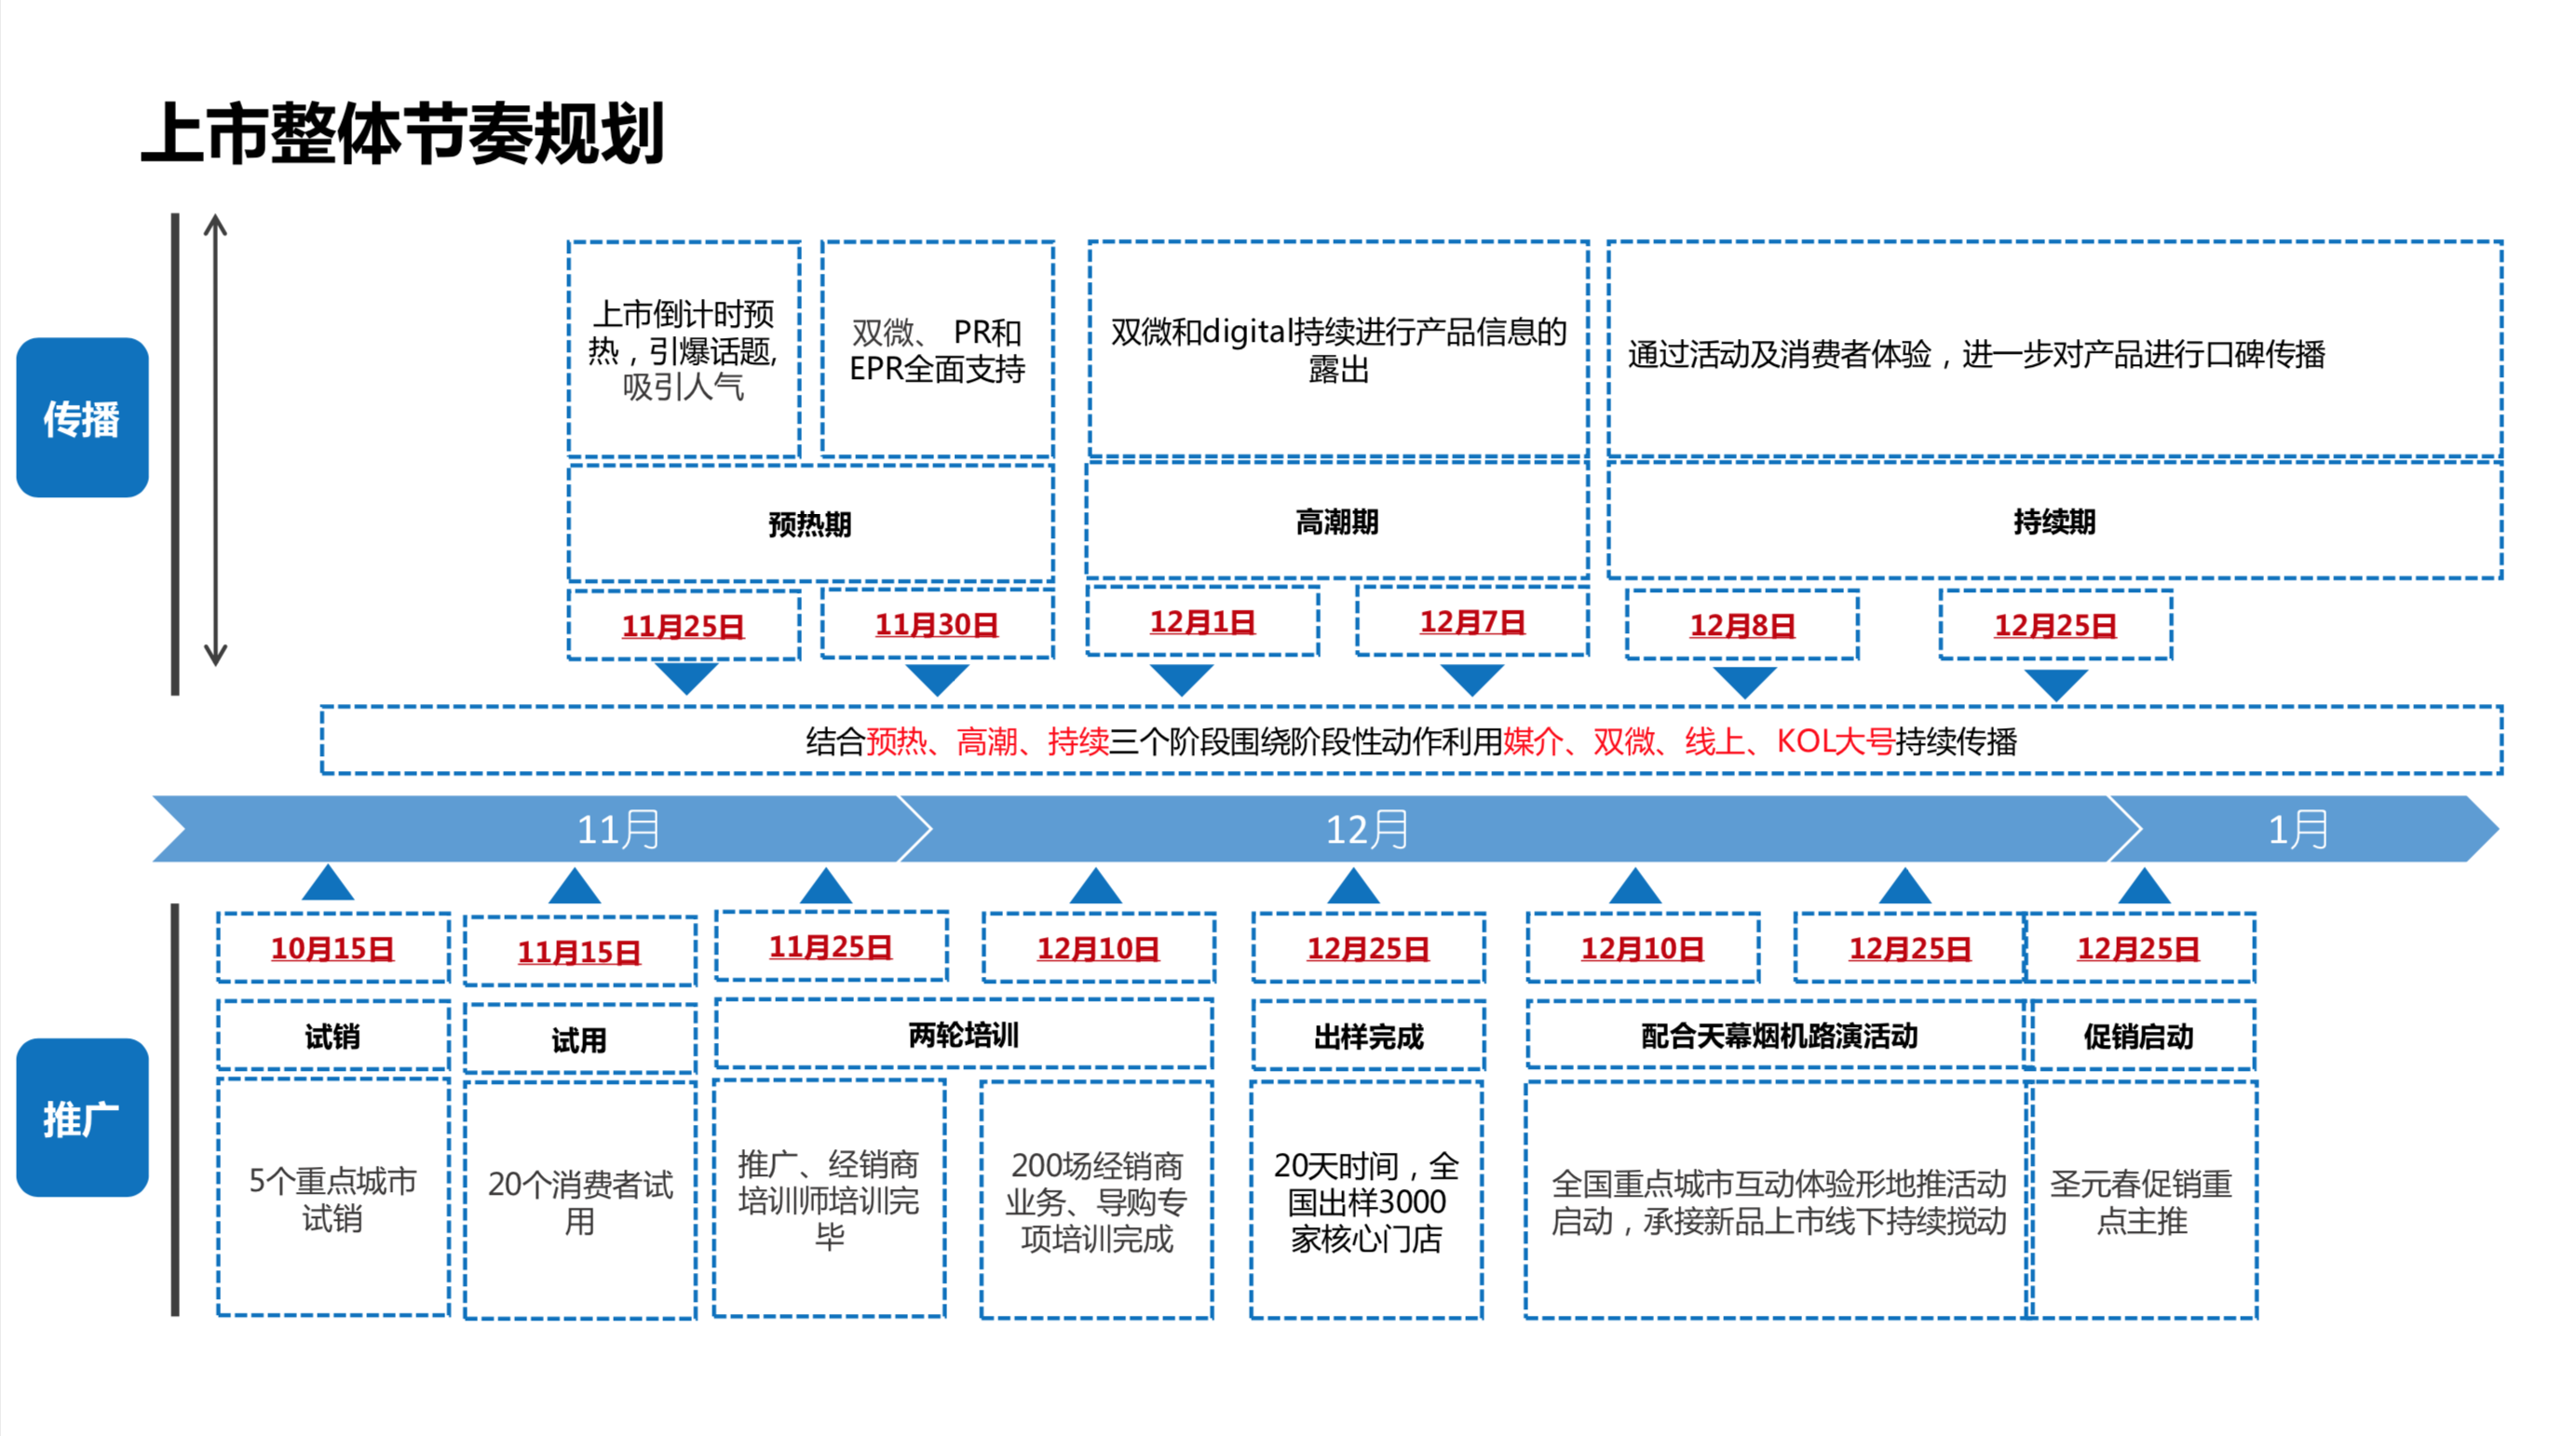 上市整体节奏规划
传播
上市倒计时预
热，引爆话题,
吸引人气
双微、 PR和
EPR全面支持
双微和digital持续进行产品信息的
露出
通过活动及消费者体验，进一步对产品进行口碑传播
预热期
高潮期
持续期
11月25日
11月30日
12月1日
12月7日
12月8日
12月25日
结合预热、高潮、持续三个阶段围绕阶段性动作利用媒介、双微、线上、KOL大号持续传播
11月
12月
1月
推广
10月15日
11月15日
11月25日
12月10日
12月25日
12月10日
12月25日
12月25日
试销
试用
两轮培训
出样完成
配合天幕烟机路演活动
促销启动
5个重点城市
试销
20个消费者试
用
推广、经销商
培训师培训完
毕
200场经销商
业务、导购专
项培训完成
20天时间，全
国出样3000
家核心门店
全国重点城市互动体验形地推活动
启动，承接新品上市线下持续搅动
圣元春促销重
点主推